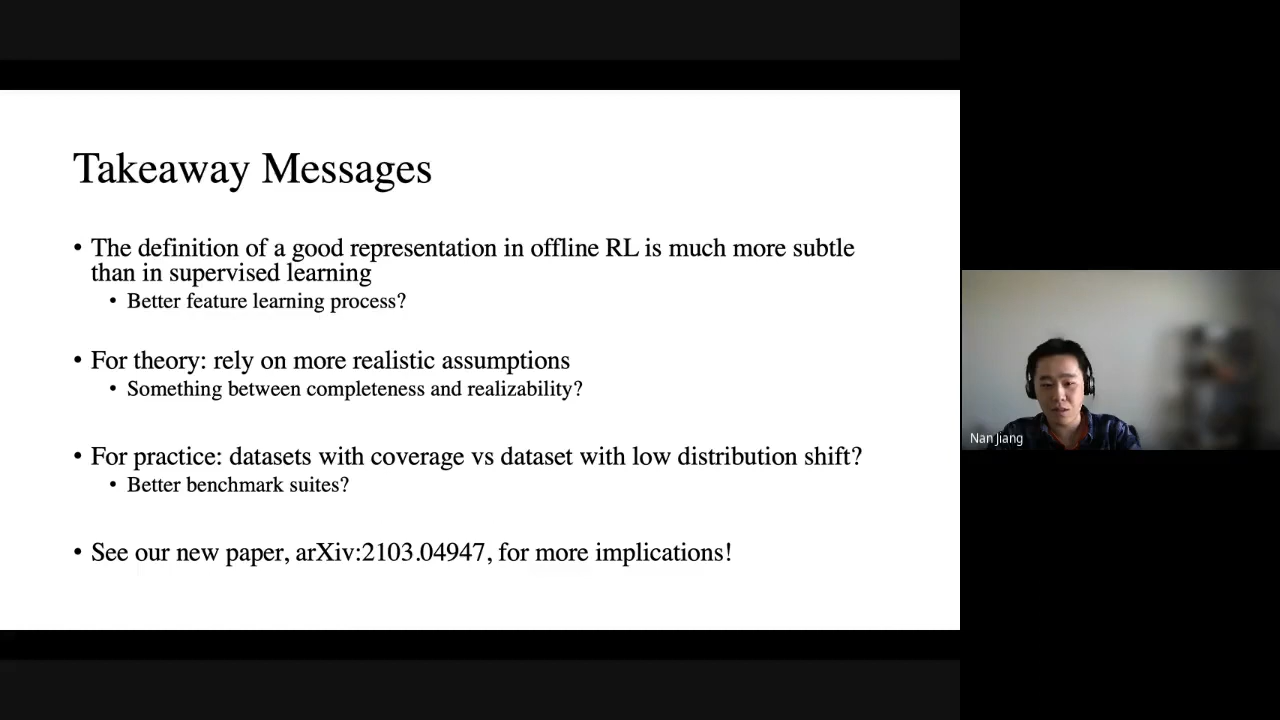 Takeaway Messages
• The definition of a good representation in offline RL is much more subtle
than in supervised learning
• Better feature learning process?
• For theory: rely on more realistic assumptions
• Something between completeness and realizability?
• For practice: datasets with coverage vs dataset with low distribution shift?
• Better benchmark suites?
• See our new paper, arXiv:2103.04947, for more implications!
Nan Jiang